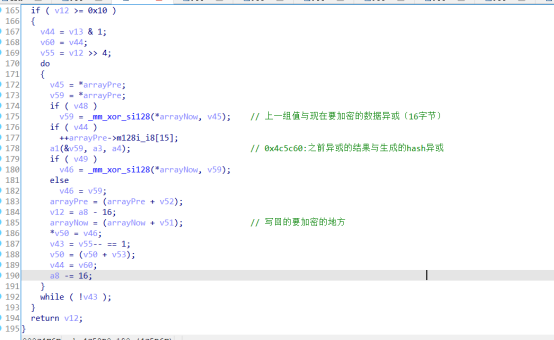 165 if ( v12 >= 0x10 )
166 {
167 v44 = v13 & 1;
168 v60 = v44;
169 v55 = v12 >> 4;
170 do
171 {
172 v45 = *arrayPre;
173 v59 = *arrayPre;
174 if ( v48 )
175 v59 = _mm_xor_si128(*arrayNow, v45); // 上一组值与现在要加密的数据异或（16字节）
176 if ( v44 )
177 ++arrayPre->m128i_i8[15];
178 a1(&v59, a3, a4); // 0x4c5c60:之前异或的结果与生成的hash异或
179 if ( v49 )
180 v46 = _mm_xor_si128(*arrayNow, v59);
181 else
182 v46 = v59;
183 arrayPre = (arrayPre + v52);
184 v12 = a8 - 16;
185 arrayNow = (arrayNow + v51); // 写回的要加密的地方
186 *v50 = v46;
187 v43 = v55-- == 1;
188 v50 = (v50 + v53);
189 v44 = v60;
190 a8 -= 16;
191 }
192 while ( !v43 );
193 }
194 return v12;
195 }